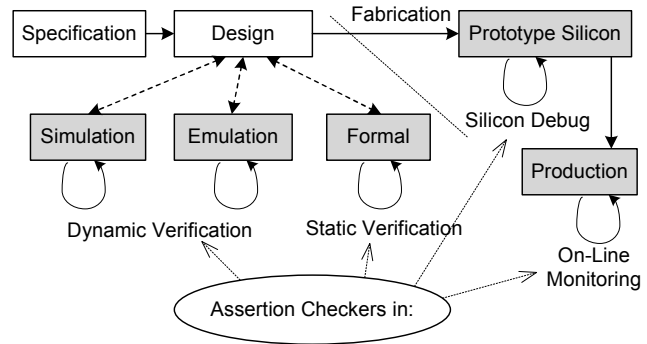 Fabrication
Specification
Design
Prototype Silicon
Silicon Debug
Simulation
Emulation
Formal
Production
Dynamic Verification
Static Verification
On-Line
Monitoring
Assertion Checkers in: